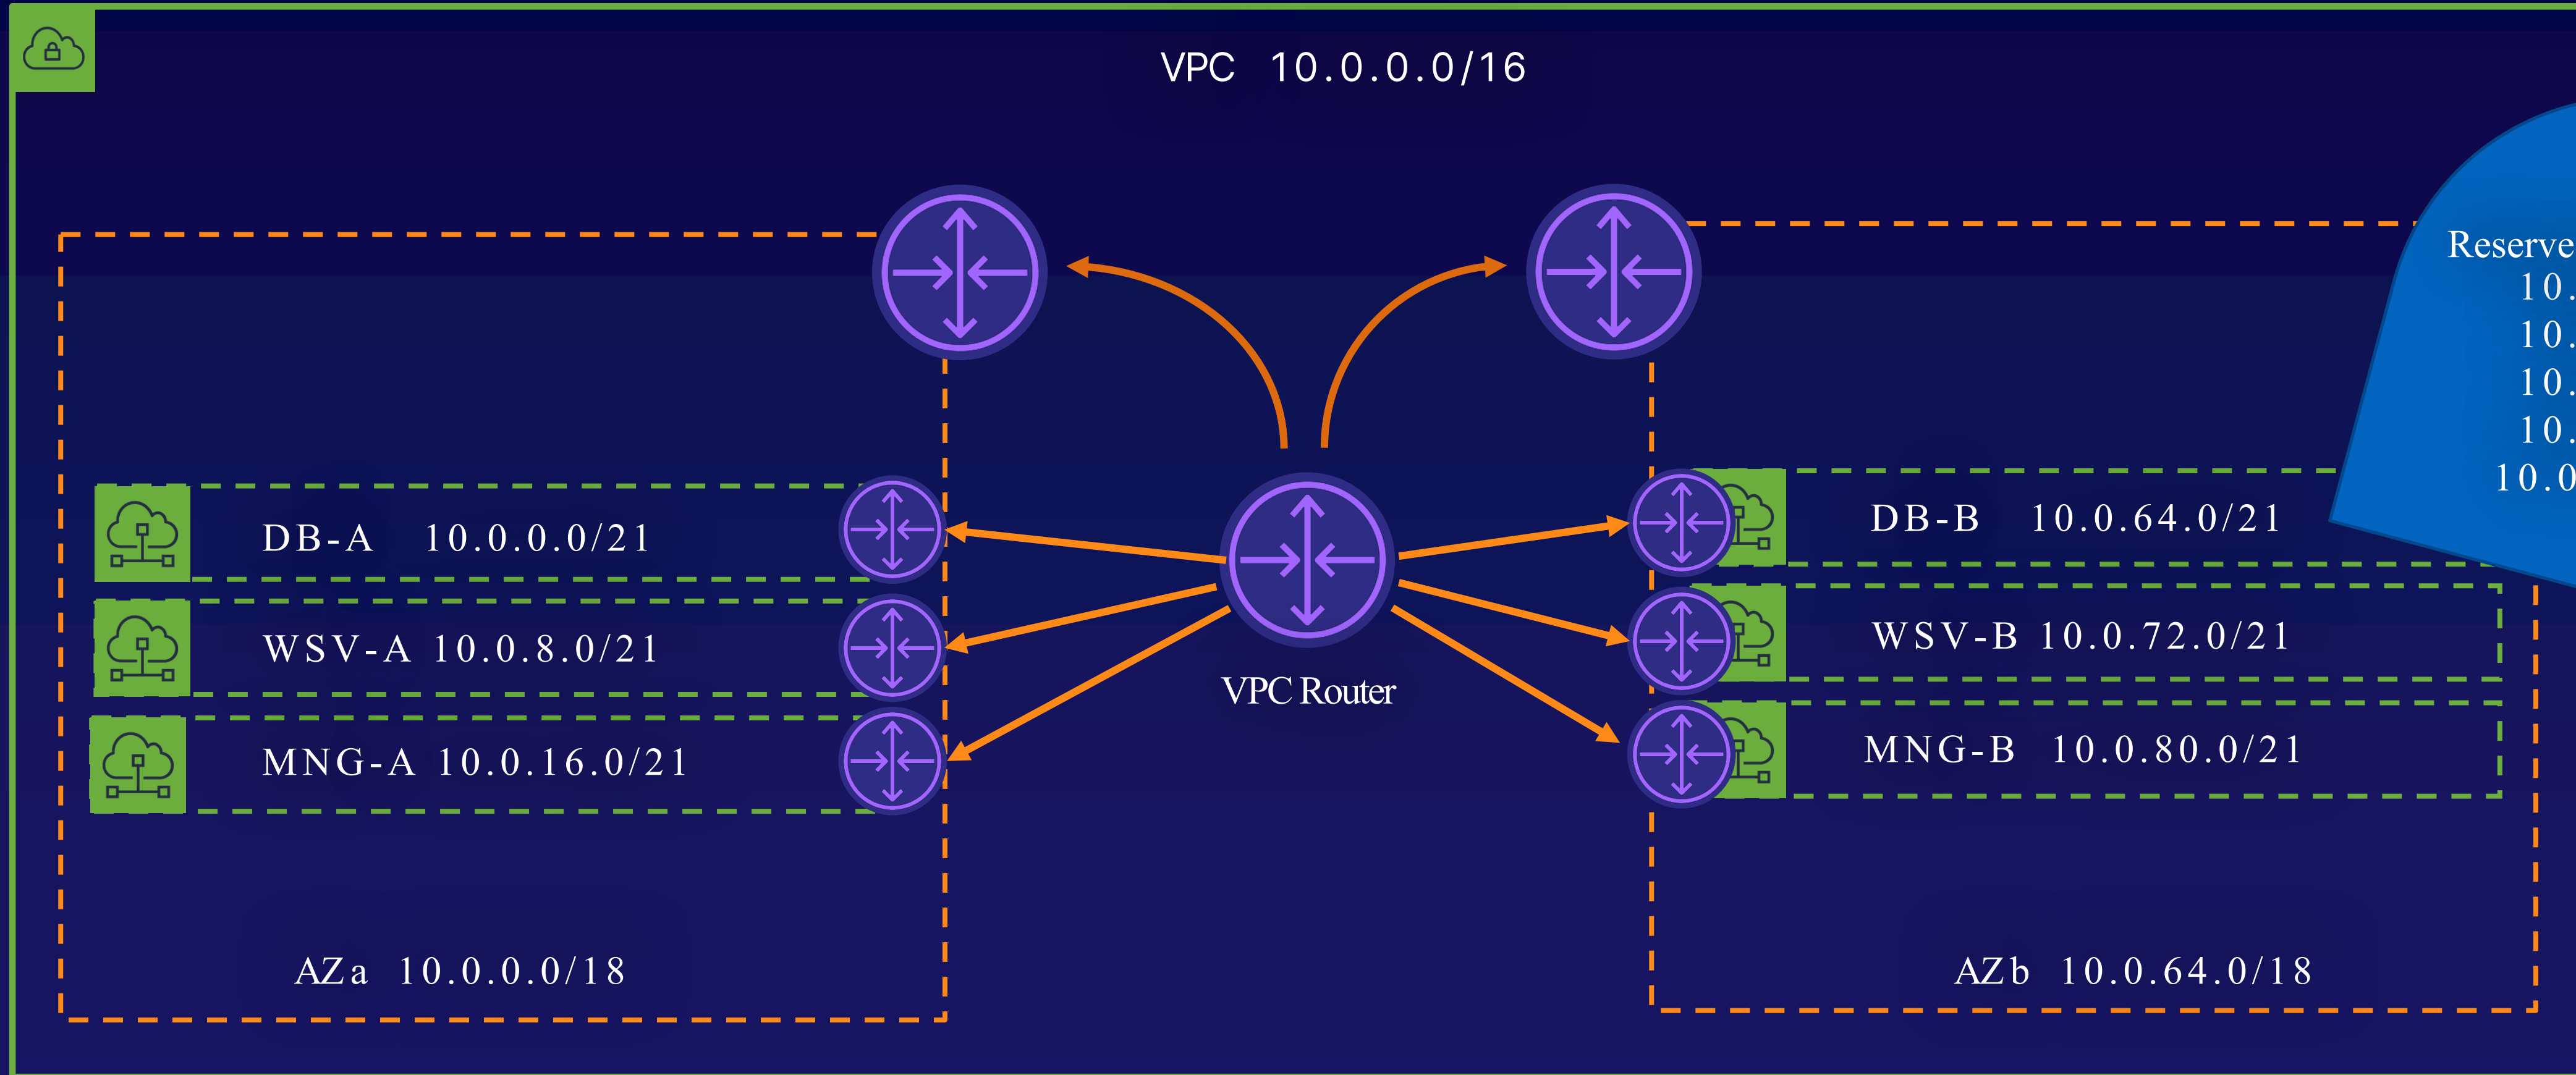 VPC 10.0.0.0/16
DB-A 10.0.0.0/21
WSV-A 10.0.8.0/21
MNG-A 10.0.16.0/21
AZa 10.0.0.0/18
VPC Router
DB-B 10.0.64.0/21
WSV-B 10.0.72.0/21
MNG-B 10.0.80.0/21
AZb 10.0.64.0/18
Reserve
10.
10.
10.
10.
10.0